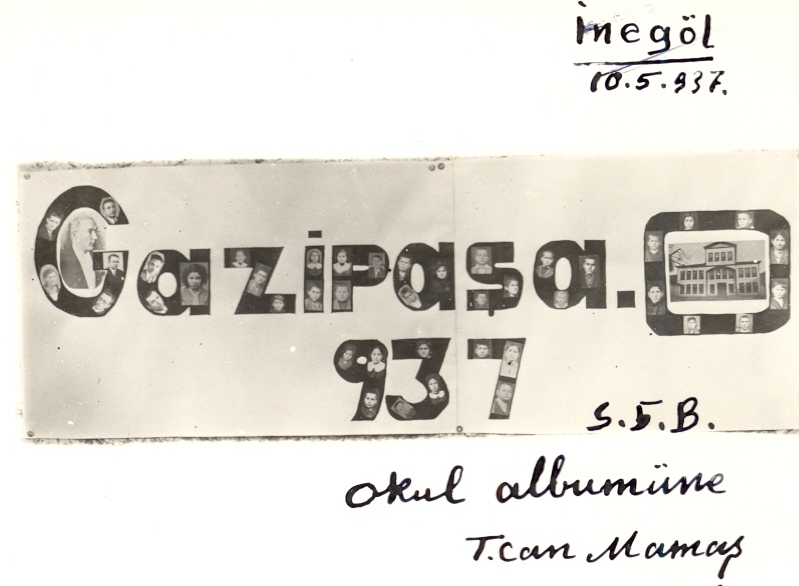 İnegöl
10.5.937.
Gazipaşa.
937
S.5.B.
okul albumüne
T.can Mamaş